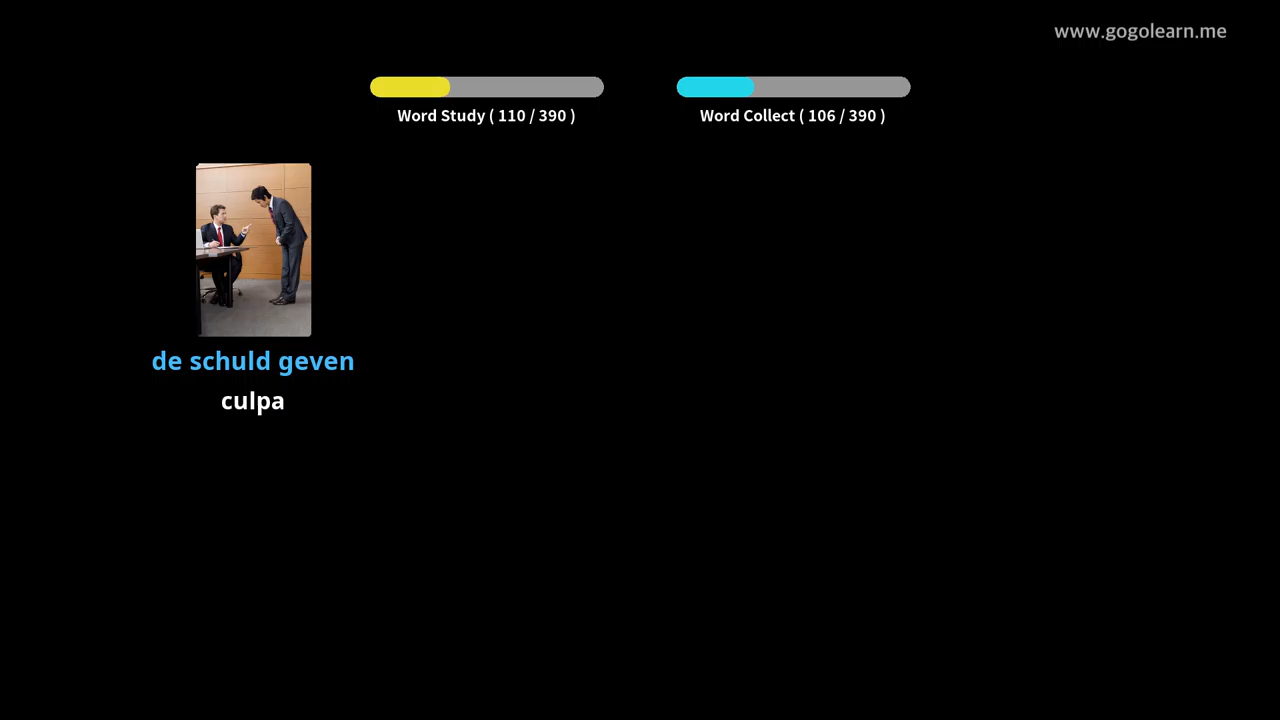 www.gogolearn.me
Word Study ( 110 / 390 )
Word Collect ( 106 / 390 )
de schuld geven
culpa